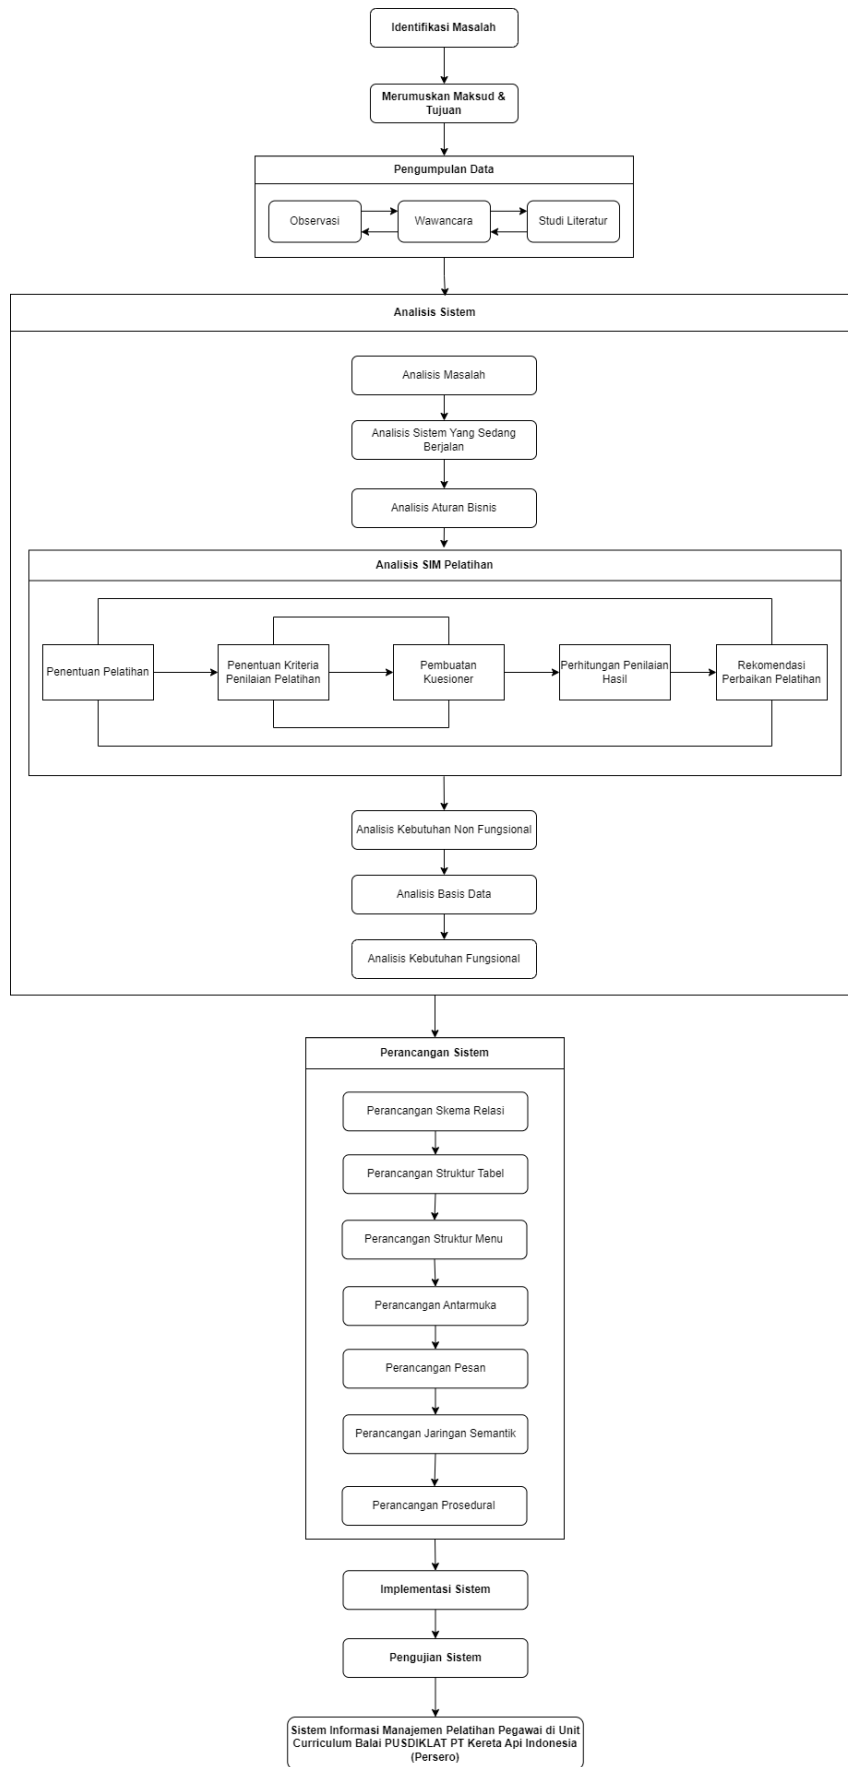 Identifikasi Masalah
Merumuskan Maksud &
Tujuan
Pengumpulan Data
Observasi
Wawancara
Studi Literatur
Analisis Sistem
Analisis Masalah
Analisis Sistem Yang Sedang
Berjalan
Analisis Aturan Bisnis
Analisis SIM Pelatihan
Penentuan Pelatihan
Penentuan Kriteria
Penilaian Pelatihan
Pembuatan
Kuesioner
Perhitungan Penilaian
Hasil
Rekomendasi
Perbaikan Pelatihan
Analisis Kebutuhan Non Fungsional
Analisis Basis Data
Analisis Kebutuhan Fungsional
Perancangan Sistem
Perancangan Skema Relasi
Perancangan Struktur Tabel
Perancangan Struktur Menu
Perancangan Antarmuka
Perancangan Pesan
Perancangan Jaringan Semantik
Perancangan Prosedural
Implementasi Sistem
Pengujian Sistem
Sistem Informasi Manajemen Pelatihan Pegawai di Unit
Curriculum Balai PUSDIKLAT PT Kereta Api Indonesia
(Persero)